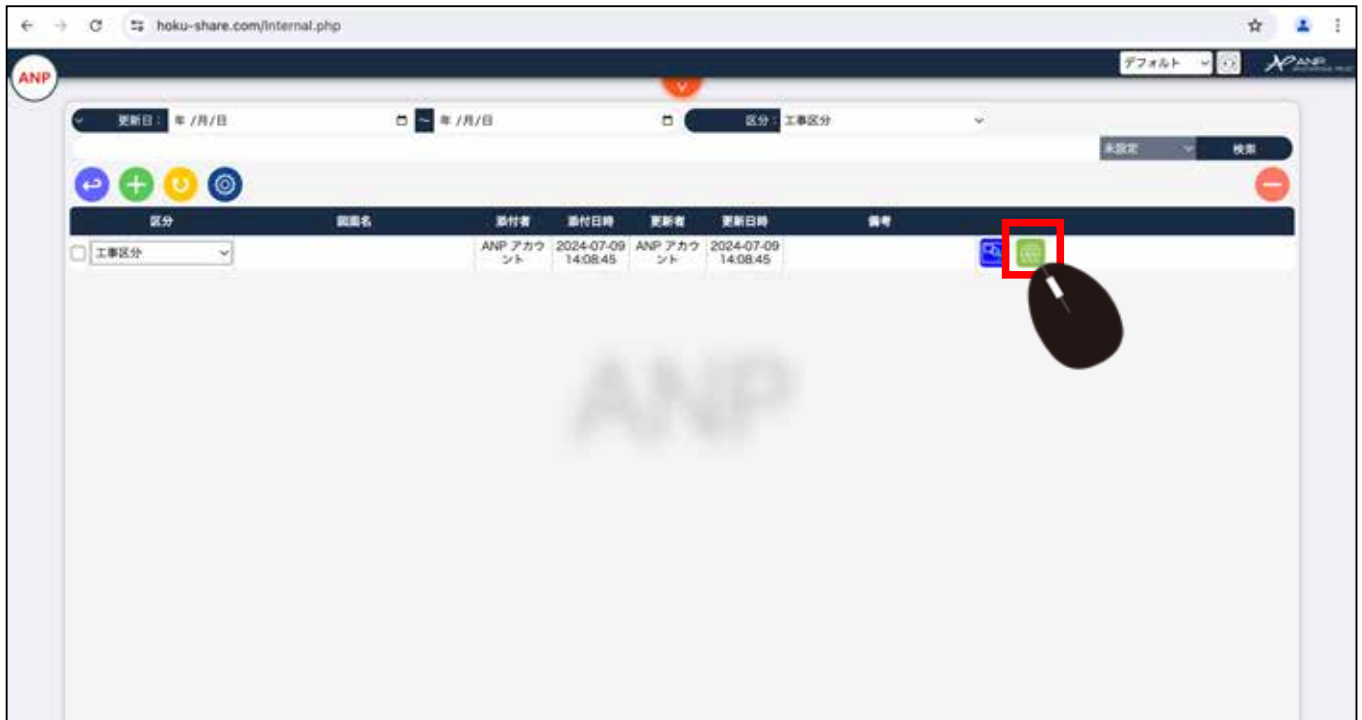 hoku-share.com/internal.php
ANP
デフォルト
ANP
更新日： 年 /月/日 ～ 年 /月/日 区分： 工事区分
未設定 検索
区分 図面名 添付者 添付日時 更新者 更新日時 備考
工事区分 ANP アカウ 2024-07-09 ANP アカウ 2024-07-09
ント 14:08:45 ント 14:08:45
ANP